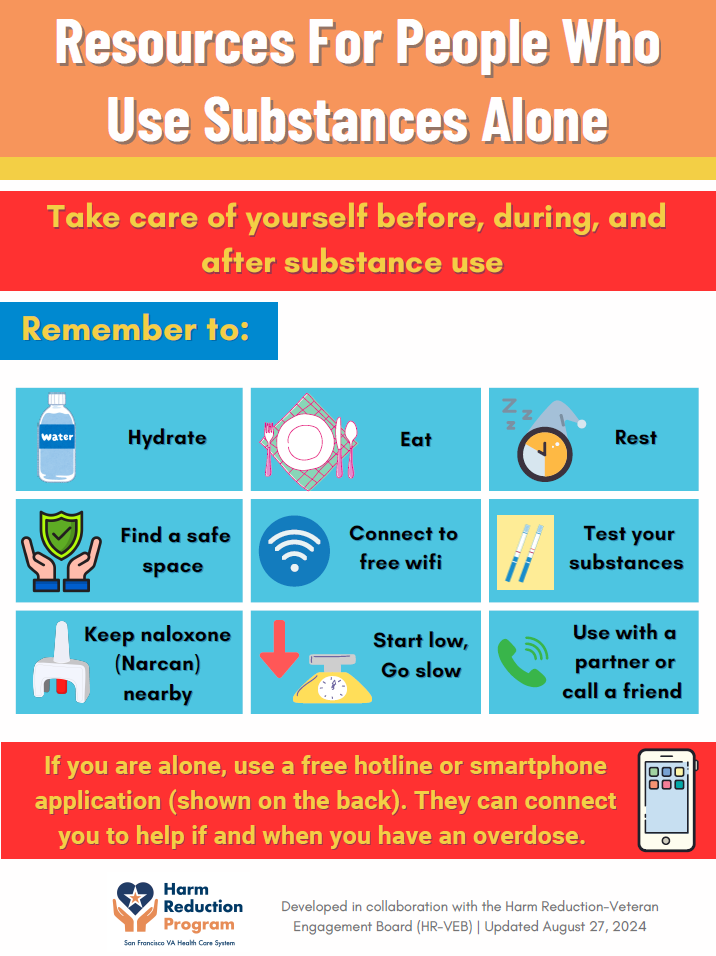 Resources For People Who
Use Substances Alone
Take care of yourself before, during, and
after substance use
Remember to:
Water
Hydrate
Eat
Z Z Z
Rest
Find a safe
space
Connect to
free wifi
Test your
substances
Keep naloxone
(Narcan)
nearby
Start low,
Go slow
Use with a
partner or
call a friend
If you are alone, use a free hotline or smartphone
application (shown on the back). They can connect
you to help if and when you have an overdose.
Harm
Reduction
Program
San Francisco VA Health Care System
Developed in collaboration with the Harm Reduction-Veteran
Engagement Board (HR-VEB) | Updated August 27, 2024